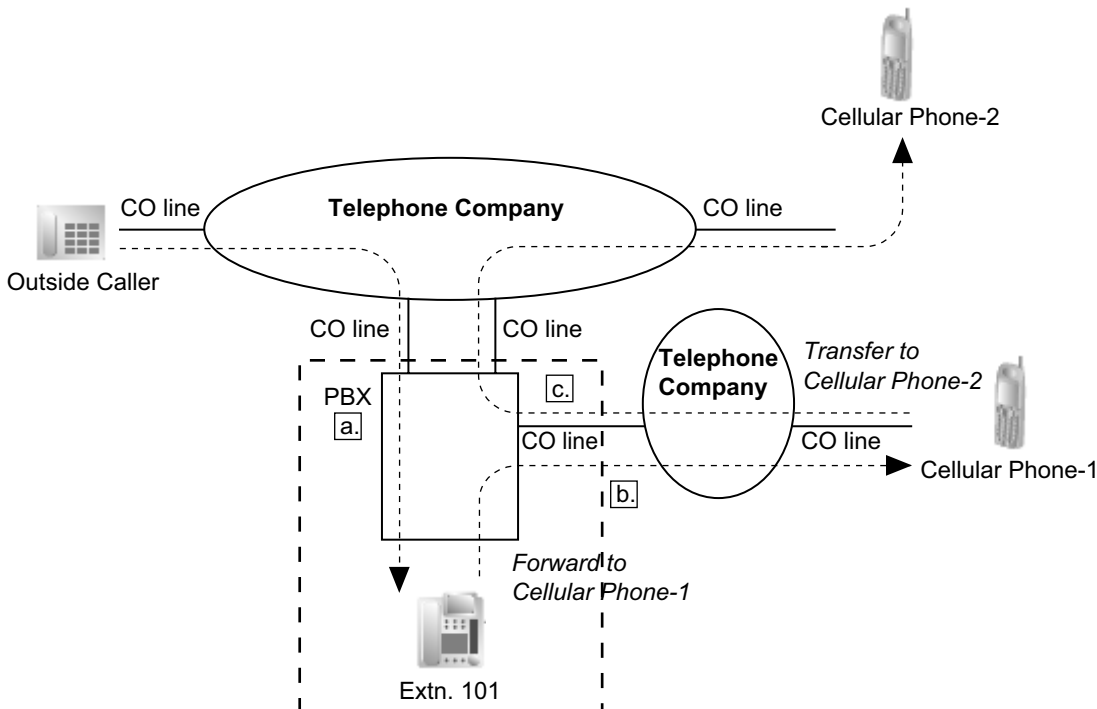 Cellular Phone-2
CO line
Telephone Company
CO line
Outside Caller
CO line
CO line
PBX
a.
c.
Telephone
Company
Transfer to
Cellular Phone-2
CO line
CO line
Cellular Phone-1
b.
Forward to
Cellular Phone-1
Extn. 101